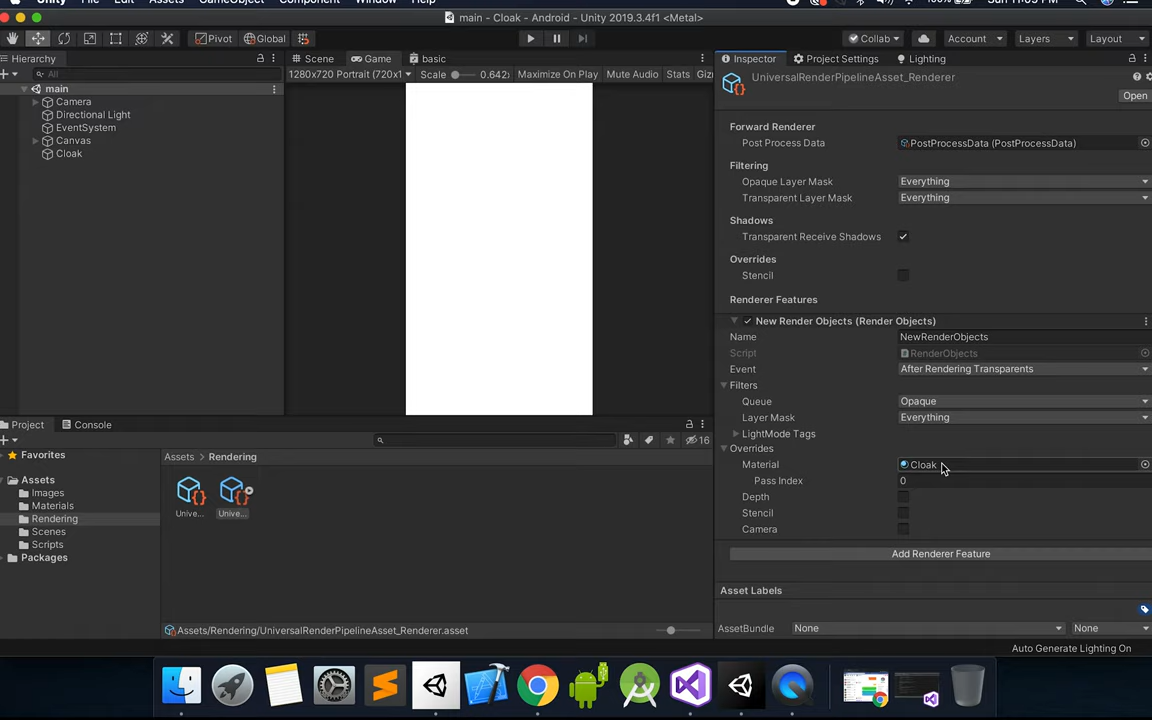 Unity File Edit Assets GameObject Component Window Help 100% Sun 11:05 PM
main - Cloak - Android - Unity 2019.3.4f1 <Metal>
Pivot Global Collab Account Layers Layout
Hierarchy Scene Game basic Inspector Project Settings Lighting
All 1280x720 Portrait (720x1 Scale 0.642 Maximize On Play Mute Audio Stats Giz
UniversalRenderPipelineAsset_Renderer
Open
main
Camera
Directional Light
EventSystem
Canvas
Cloak
Forward Renderer
Post Process Data PostProcessData (PostProcessData)
Filtering
Opaque Layer Mask Everything
Transparent Layer Mask Everything
Shadows
Transparent Receive Shadows
Overrides
Stencil
Renderer Features
New Render Objects (Render Objects)
Name NewRenderObjects
Script RenderObjects
Event After Rendering Transparents
Filters
Queue Opaque
Layer Mask Everything
LightMode Tags
Overrides
Material Cloak
Pass Index 0
Depth
Stencil
Camera
Add Renderer Feature
Asset Labels
AssetBundle None None
Auto Generate Lighting On
Project Console
16
Favorites
Assets
Images
Materials
Rendering
Scenes
Scripts
Packages
Assets Rendering
Unive... Unive...
Assets/Rendering/UniversalRenderPipelineAsset_Renderer.asset